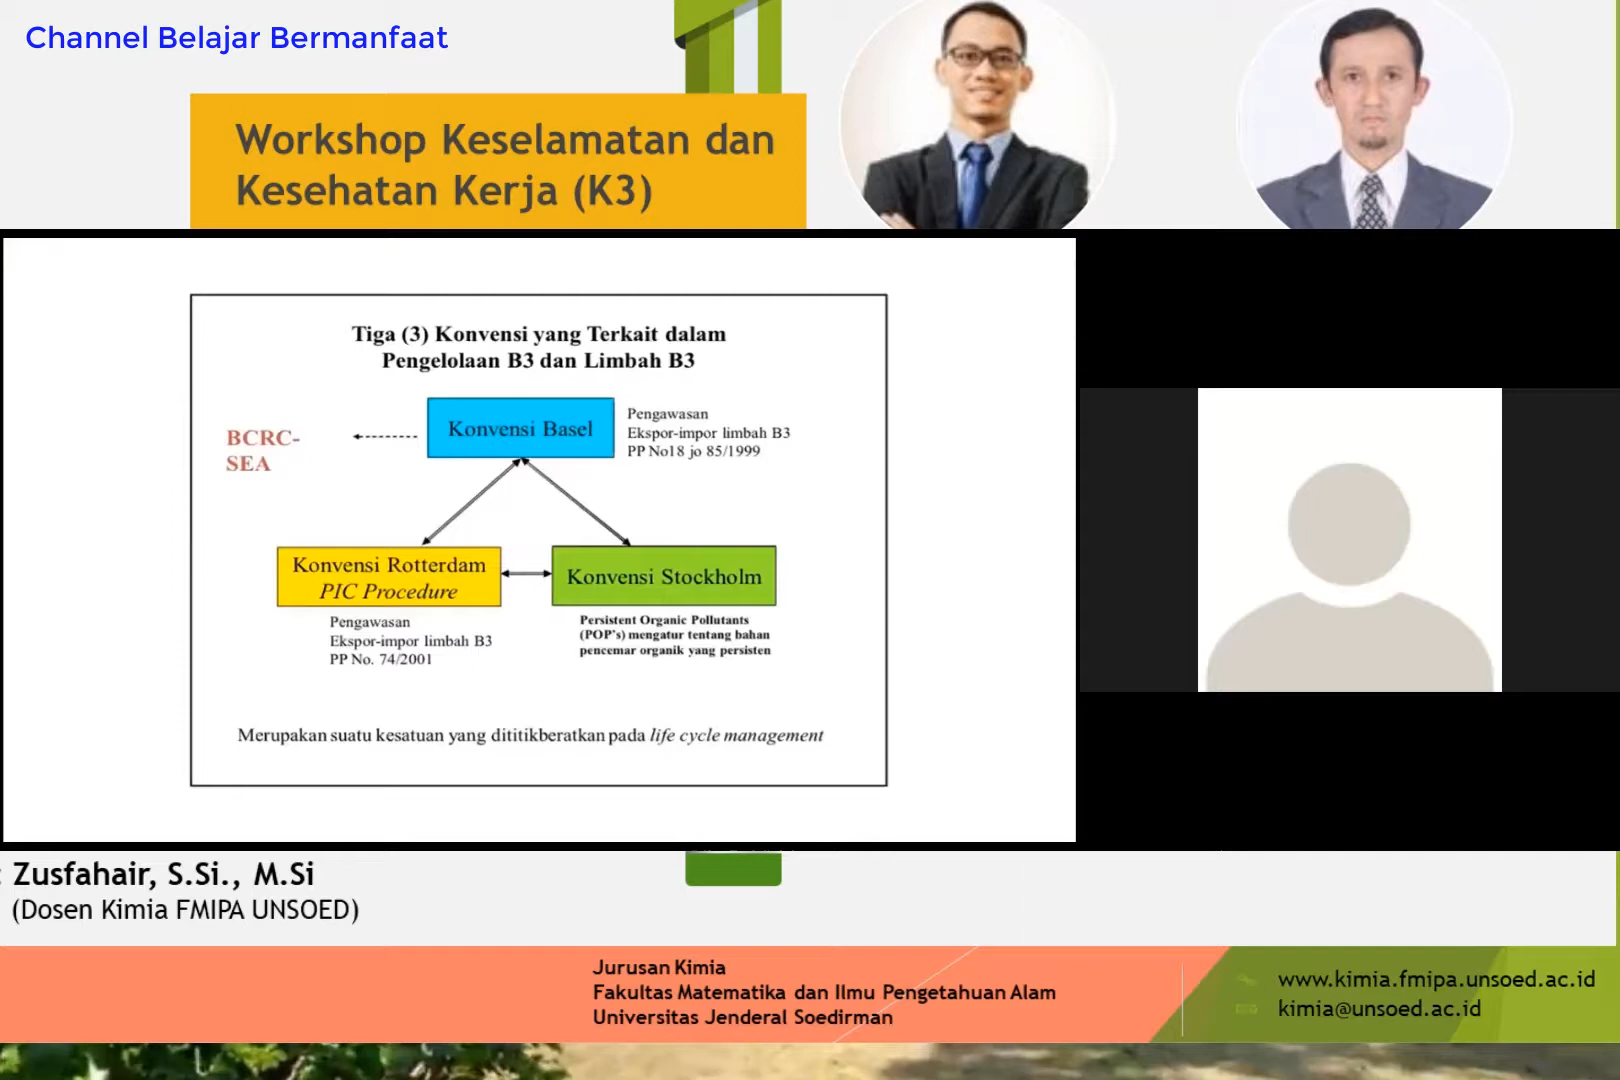 Channel Belajar Bermanfaat
Workshop Keselamatan dan
Kesehatan Kerja (K3)
Tiga (3) Konvensi yang Terkait dalam
Pengelolaan B3 dan Limbah B3
BCRC-
SEA
Konvensi Basel
Pengawasan
Ekspor-impor limbah B3
PP No18 jo 85/1999
Konvensi Rotterdam
PIC Procedure
Pengawasan
Ekspor-impor limbah B3
PP No. 74/2001
Konvensi Stockholm
Persistent Organic Pollutants
(POP's) mengatur tentang bahan
pencemar organik yang persisten
Merupakan suatu kesatuan yang dititikberatkan pada life cycle management
: Zusfahair, S.Si., M.Si
(Dosen Kimia FMIPA UNSOED)
Jurusan Kimia
Fakultas Matematika dan Ilmu Pengetahuan Alam
Universitas Jenderal Soedirman
www.kimia.fmipa.unsoed.ac.id
kimia@unsoed.ac.id